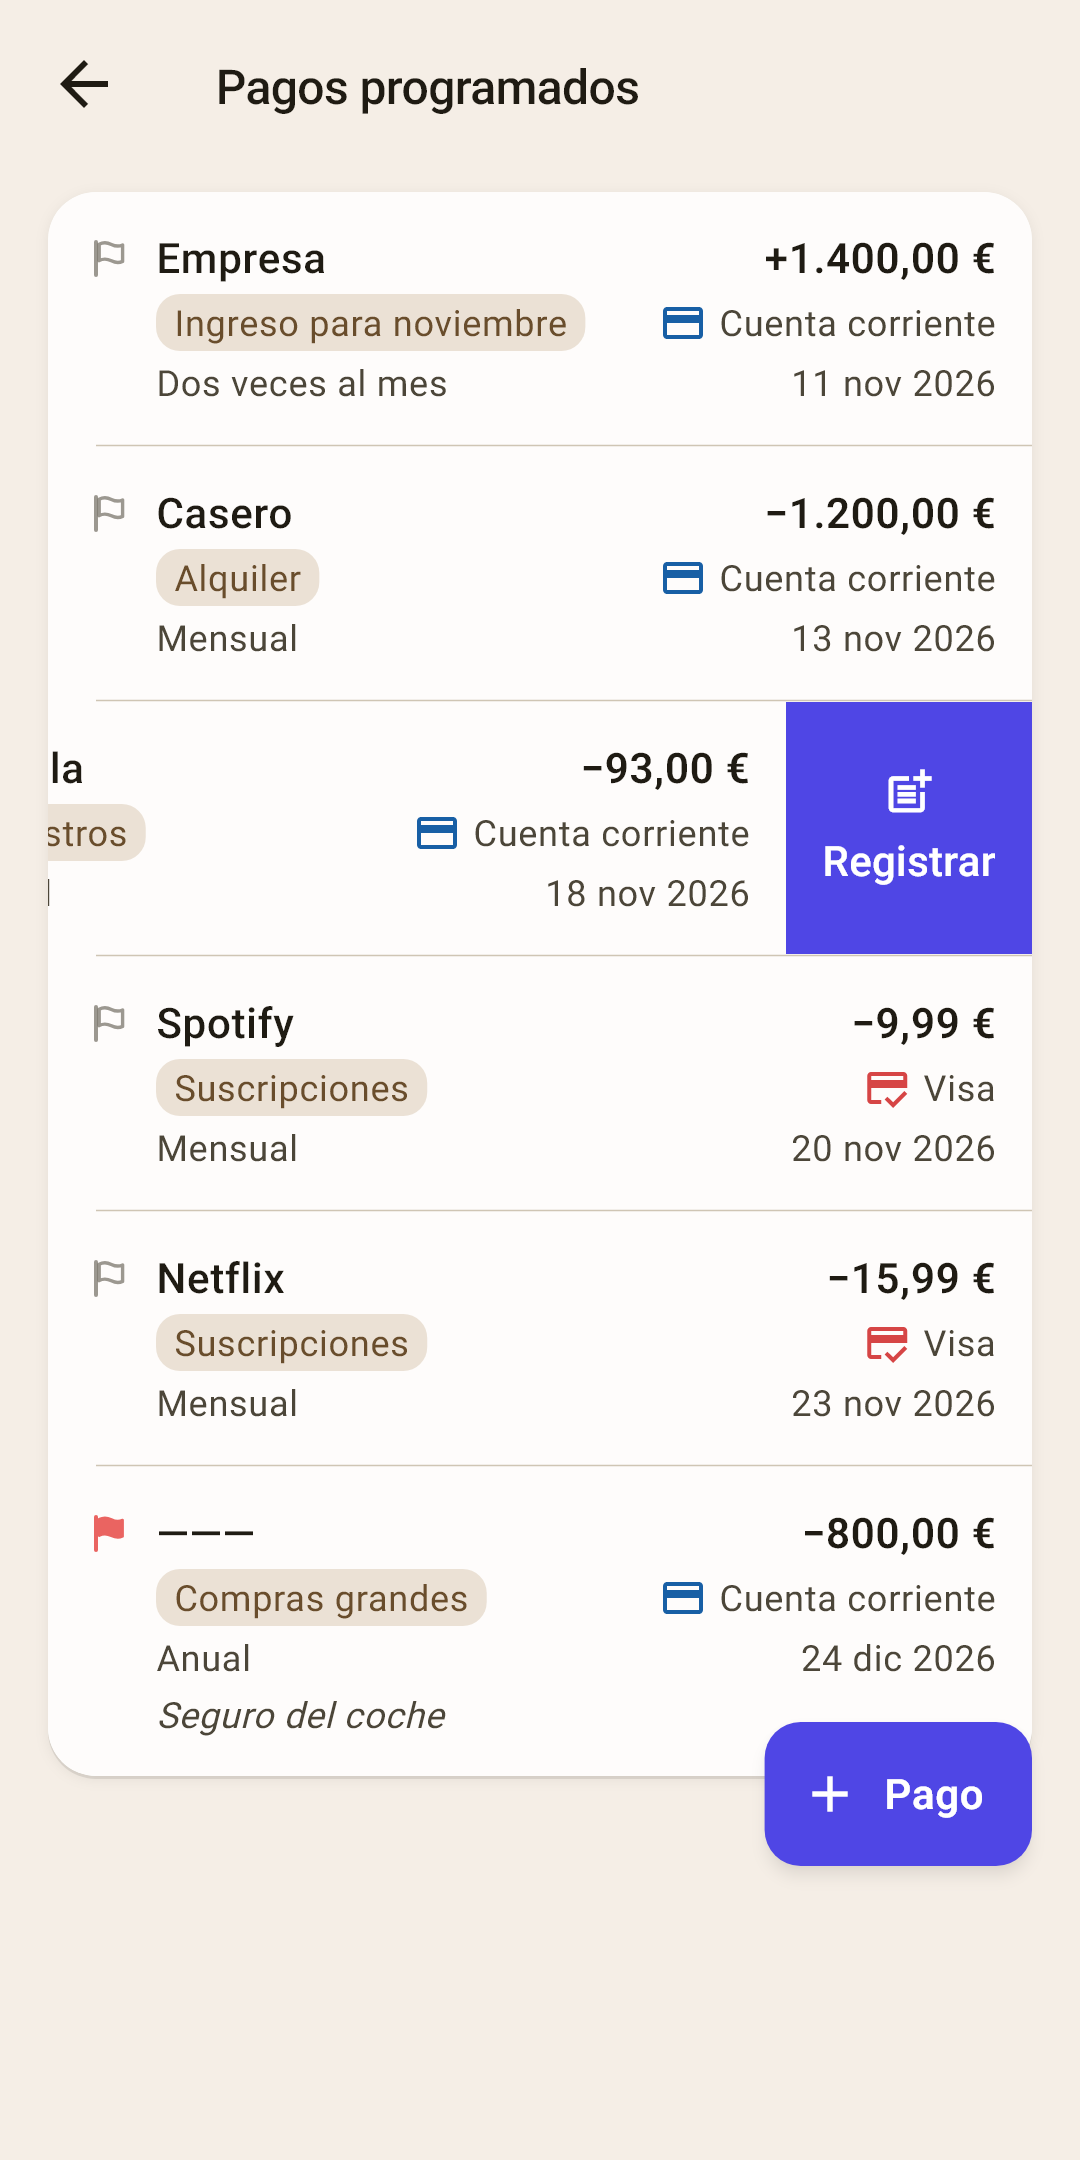 Pagos programados
Empresa +1.400,00 €
Ingreso para noviembre Cuenta corriente
Dos veces al mes 11 nov 2026
Casero −1.200,00 €
Alquiler Cuenta corriente
Mensual 13 nov 2026
la −93,00 €
stros Cuenta corriente
l 18 nov 2026
Registrar
Spotify −9,99 €
Suscripciones Visa
Mensual 20 nov 2026
Netflix −15,99 €
Suscripciones Visa
Mensual 23 nov 2026
––– −800,00 €
Compras grandes Cuenta corriente
Anual 24 dic 2026
Seguro del coche
+ Pago